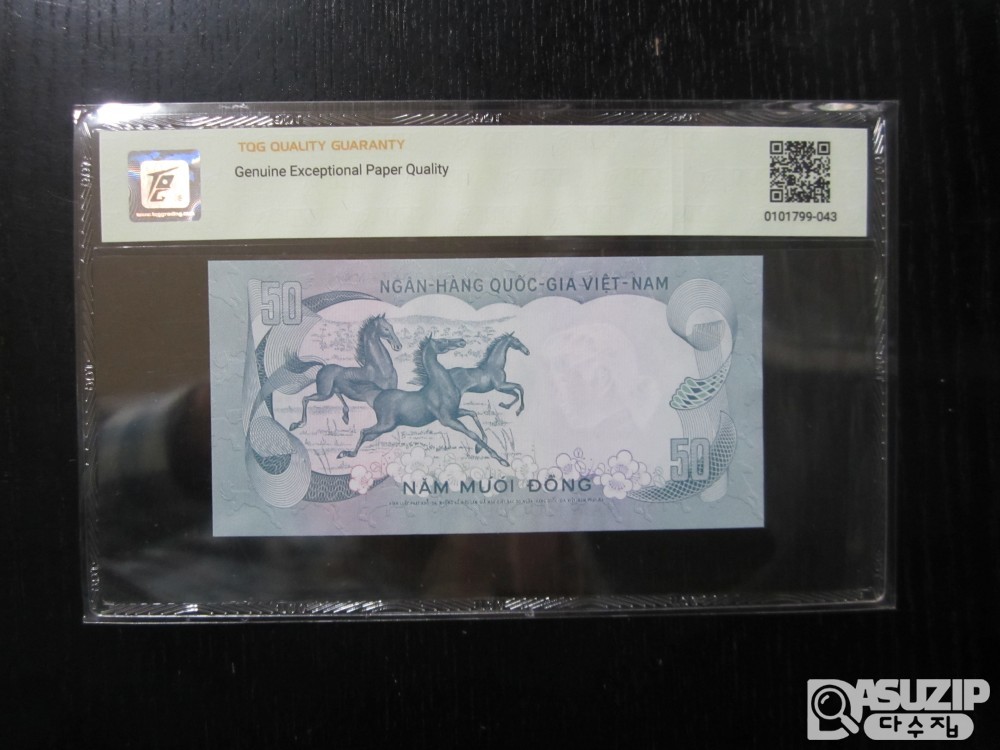 TQG QUALITY GUARANTY
Genuine Exceptional Paper Quality
TQG
0101799-043
50
NGÂN-HÀNG QUỐC-GIA VIỆT-NAM
50
NĂM MƯƠI ĐỒNG
ASUZIP
다수집